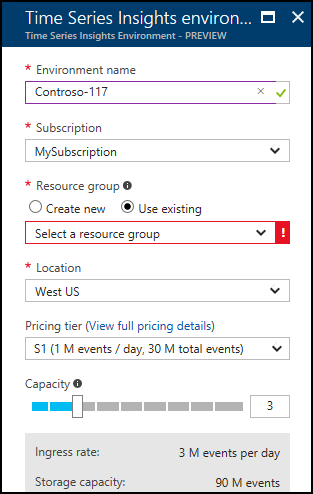 Time Series Insights environ...
Time Series Insights Environment - PREVIEW
* Environment name
Controso-117
* Subscription
MySubscription
* Resource group
Create new Use existing
Select a resource group !
* Location
West US
Pricing tier (View full pricing details)
S1 (1 M events / day, 30 M total events)
Capacity
3
Ingress rate: 3 M events per day
Storage capacity: 90 M events